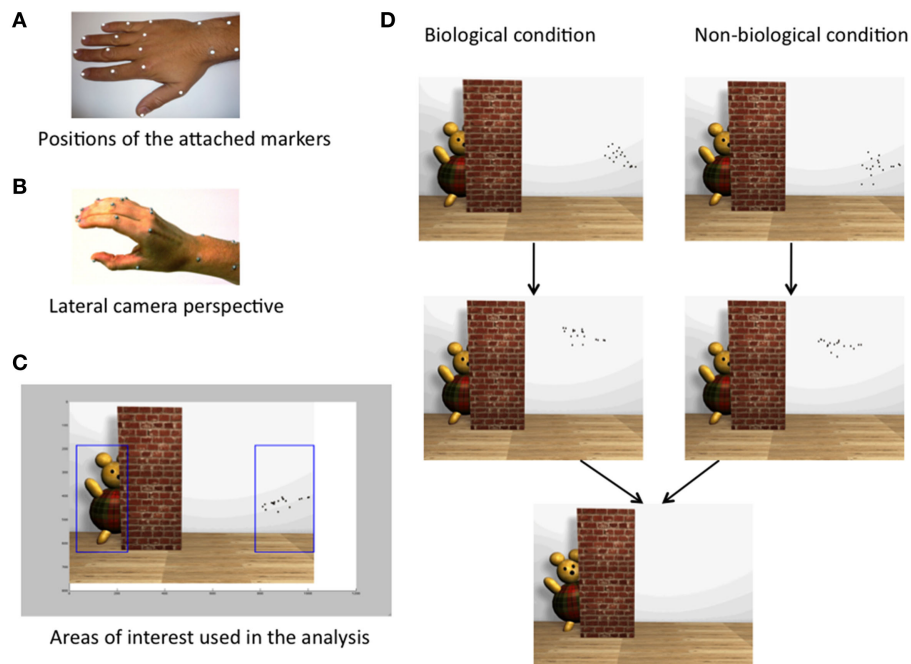 A
Positions of the attached markers
B
Lateral camera perspective
C
Areas of interest used in the analysis
D
Biological condition
Non-biological condition